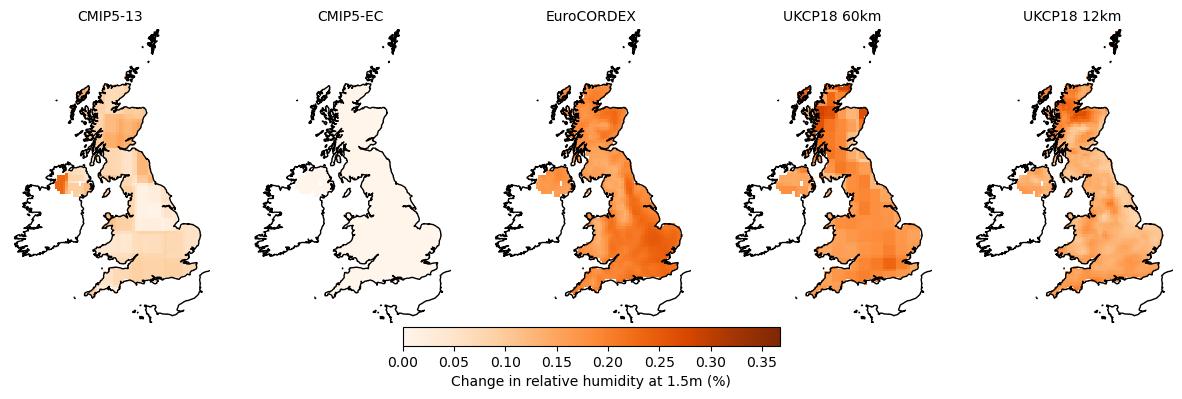 CMIP5-13 CMIP5-EC EuroCORDEX UKCP18 60km UKCP18 12km
0.00 0.05 0.10 0.15 0.20 0.25 0.30 0.35
Change in relative humidity at 1.5m (%)